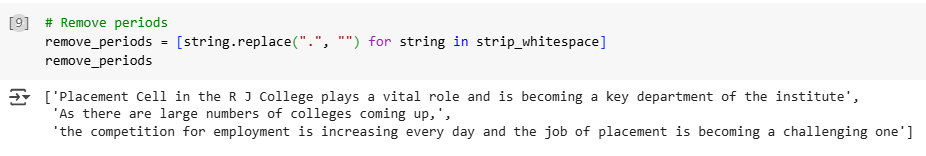 [9] # Remove periods
remove_periods = [string.replace(".", "") for string in strip_whitespace]
remove_periods
['Placement Cell in the R J College plays a vital role and is becoming a key department of the institute',
'As there are large numbers of colleges coming up,',
'the competition for employment is increasing every day and the job of placement is becoming a challenging one']